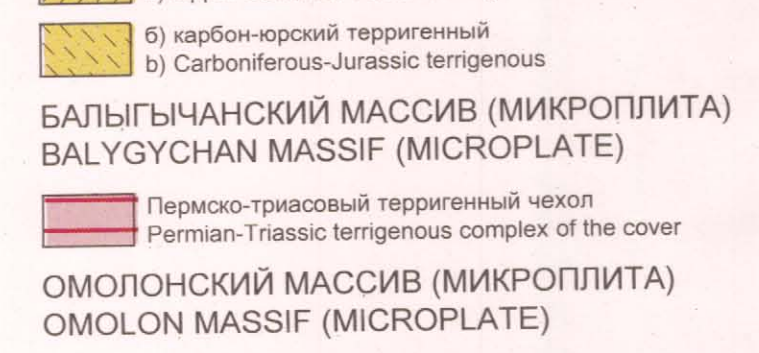 б) карбон-юрский терригенный
b) Carboniferous-Jurassic terrigenous
БАЛЫГЫЧАНСКИЙ МАССИВ (МИКРОПЛИТА)
BALYGYCHAN MASSIF (MICROPLATE)
Пермско-триасовый терригенный чехол
Permian-Triassic terrigenous complex of the cover
ОМОЛОНСКИЙ МАССИВ (МИКРОПЛИТА)
OMOLON MASSIF (MICROPLATE)